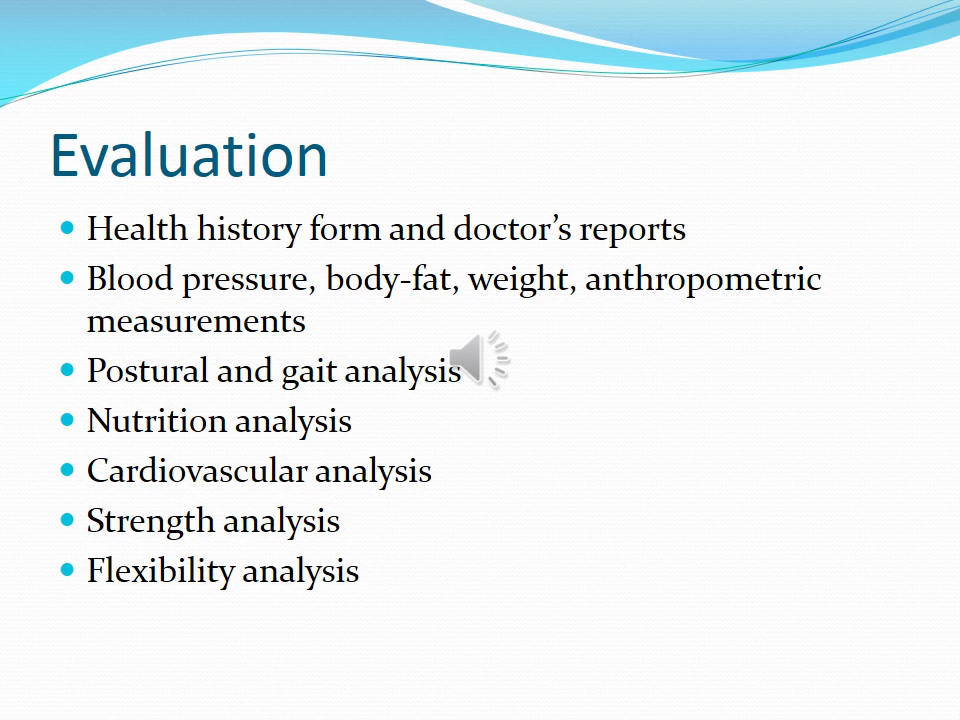 Evaluation
Health history form and doctor’s reports
Blood pressure, body-fat, weight, anthropometric
measurements
Postural and gait analysis
Nutrition analysis
Cardiovascular analysis
Strength analysis
Flexibility analysis